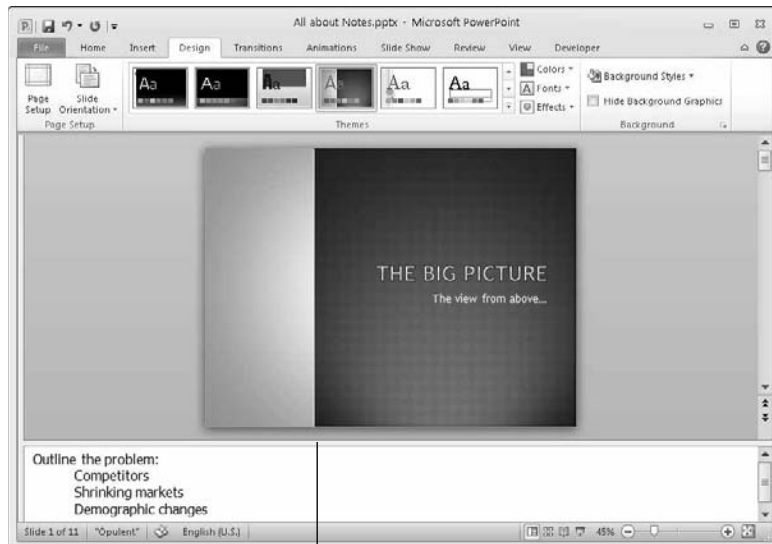 All about Notes.pptx - Microsoft PowerPoint
File Home Insert Design Transitions Animations Slide Show Review View Developer
Page Setup
Slide Orientation
Aa Aa Aa Aa Aa Aa
Colors
Fonts
Effects
Background Styles
Hide Background Graphics
Page Setup Themes Background
THE BIG PICTURE
The view from above...
Outline the problem:
Competitors
Shrinking markets
Demographic changes
Slide 1 of 11 "Opulent" English (U.S.) 45%